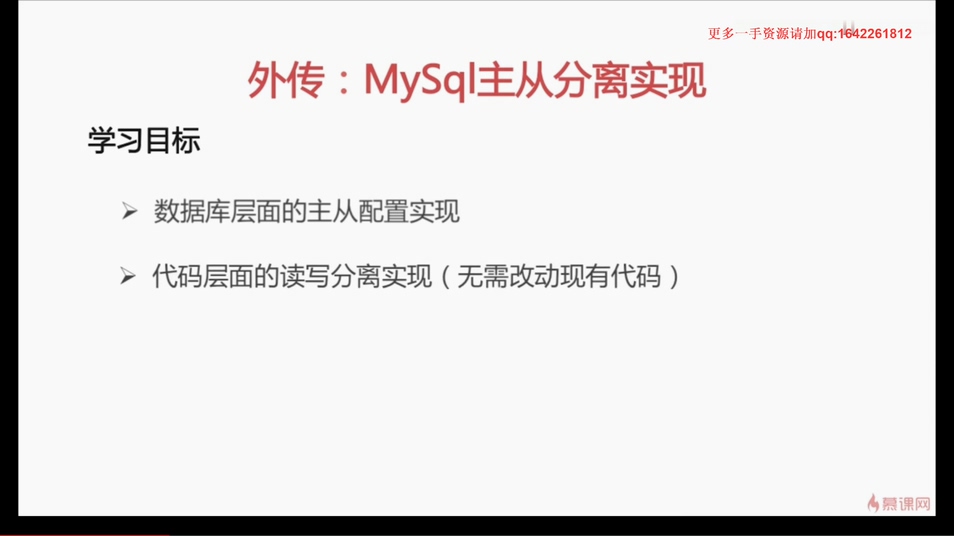 更多一手资源请加qq:1642261812
外传：MySql主从分离实现
学习目标
➢ 数据库层面的主从配置实现
➢ 代码层面的读写分离实现（无需改动现有代码）
慕课网